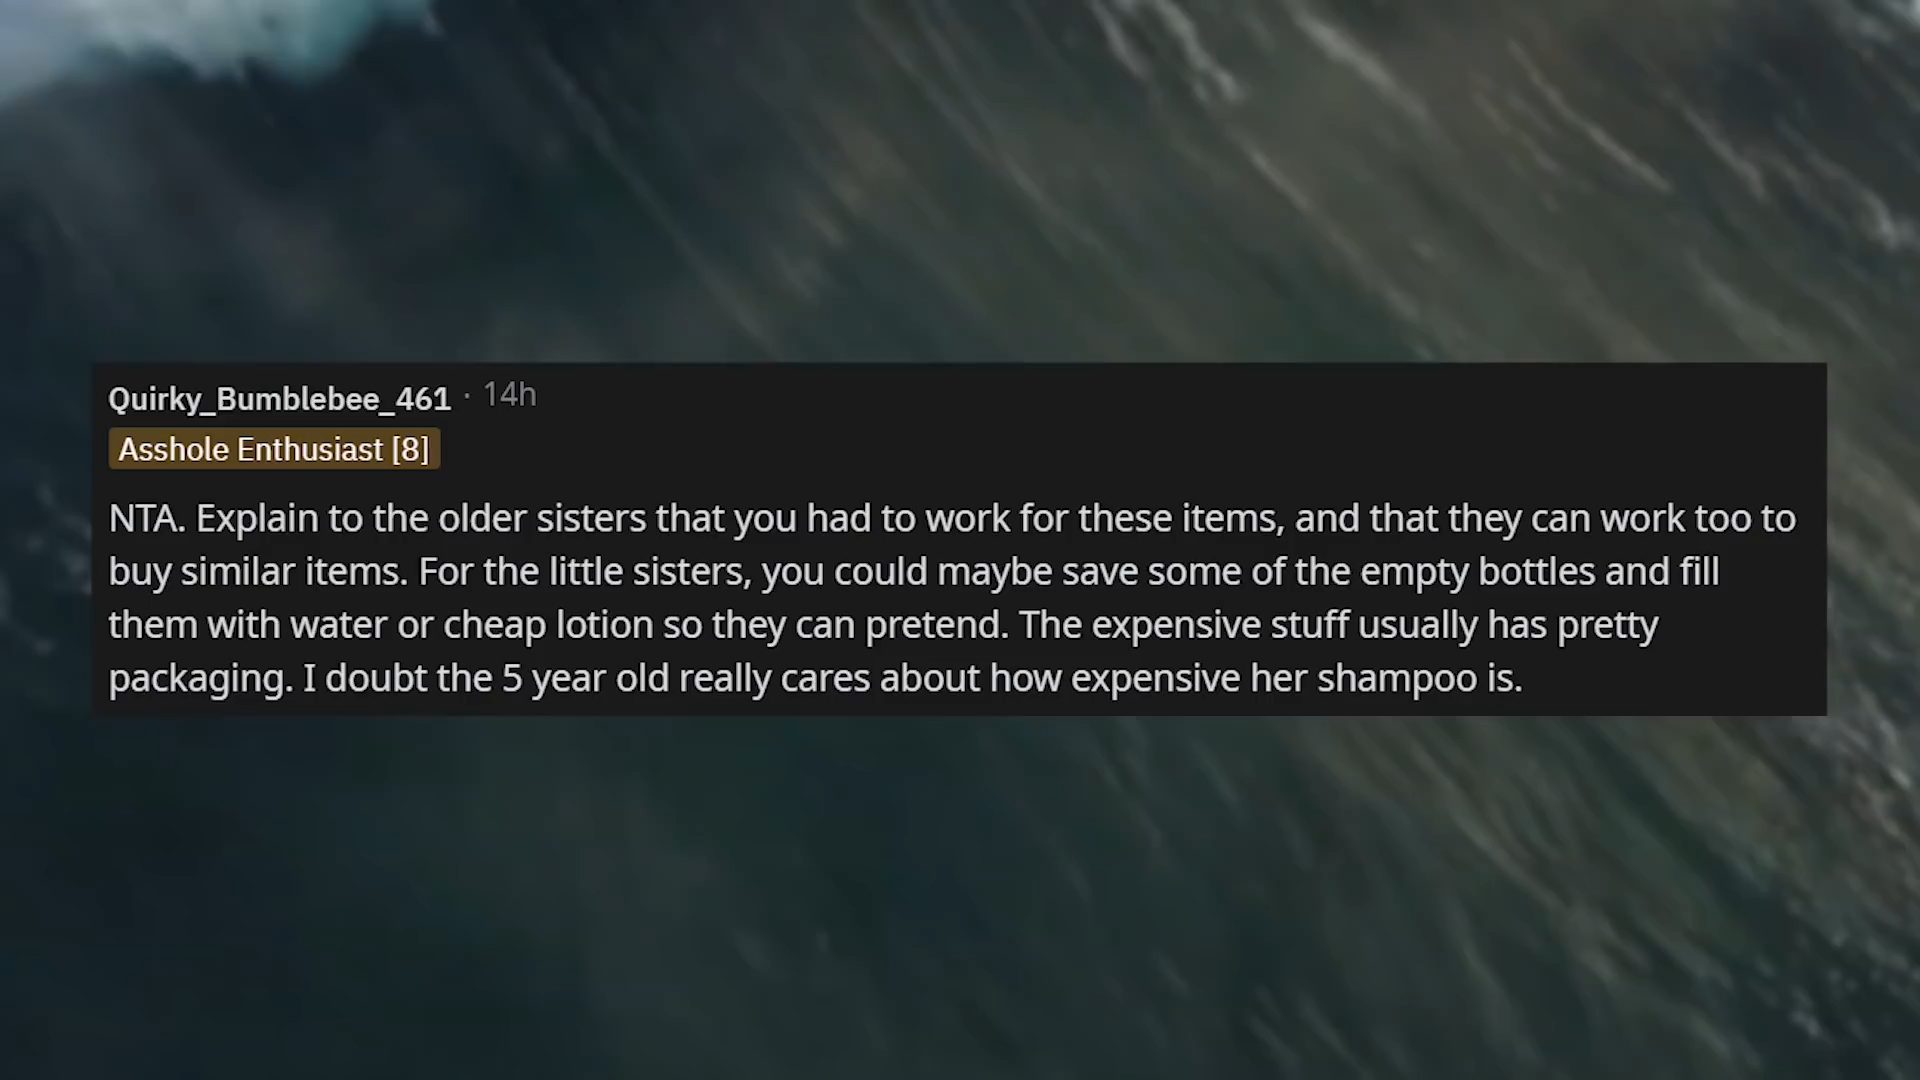 Quirky_Bumblebee_461 · 14h
Asshole Enthusiast [8]
NTA. Explain to the older sisters that you had to work for these items, and that they can work too to
buy similar items. For the little sisters, you could maybe save some of the empty bottles and fill
them with water or cheap lotion so they can pretend. The expensive stuff usually has pretty
packaging. I doubt the 5 year old really cares about how expensive her shampoo is.